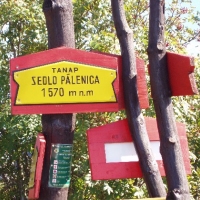 TANAP
SEDLO PÁLENICA
1570 m n.m